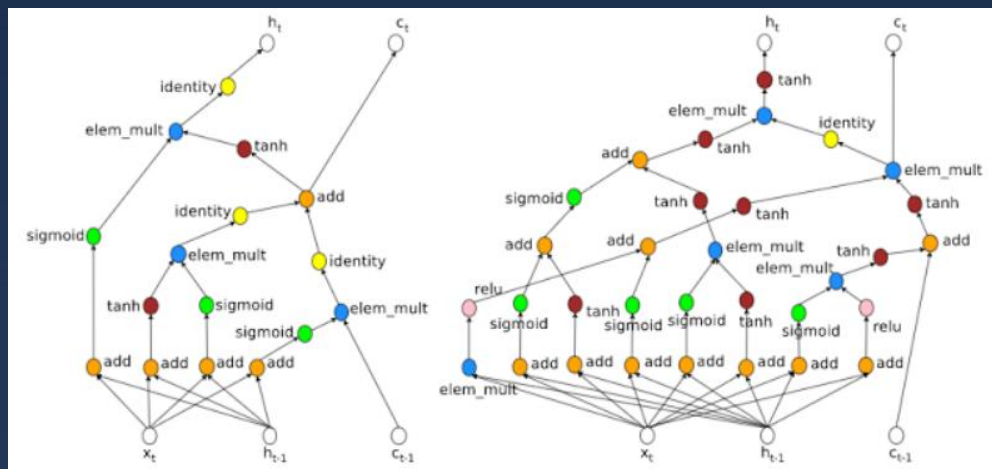 h_t c_t h_t c_t
identity
tanh
elem_mult
elem_mult
identity
tanh
tanh
add
elem_mult
add
sigmoid
tanh
identity
tanh
tanh
sigmoid
add
add
elem_mult
add
elem_mult
identity
tanh
elem_mult
relu
tanh
sigmoid
elem_mult
sigmoid
tanh
sigmoid
sigmoid
tanh
sigmoid
relu
sigmoid
add
add
add
add
elem_mult
add
add
add
add
add
add
add
x_t h_t-1 c_t-1 x_t h_t-1 c_t-1